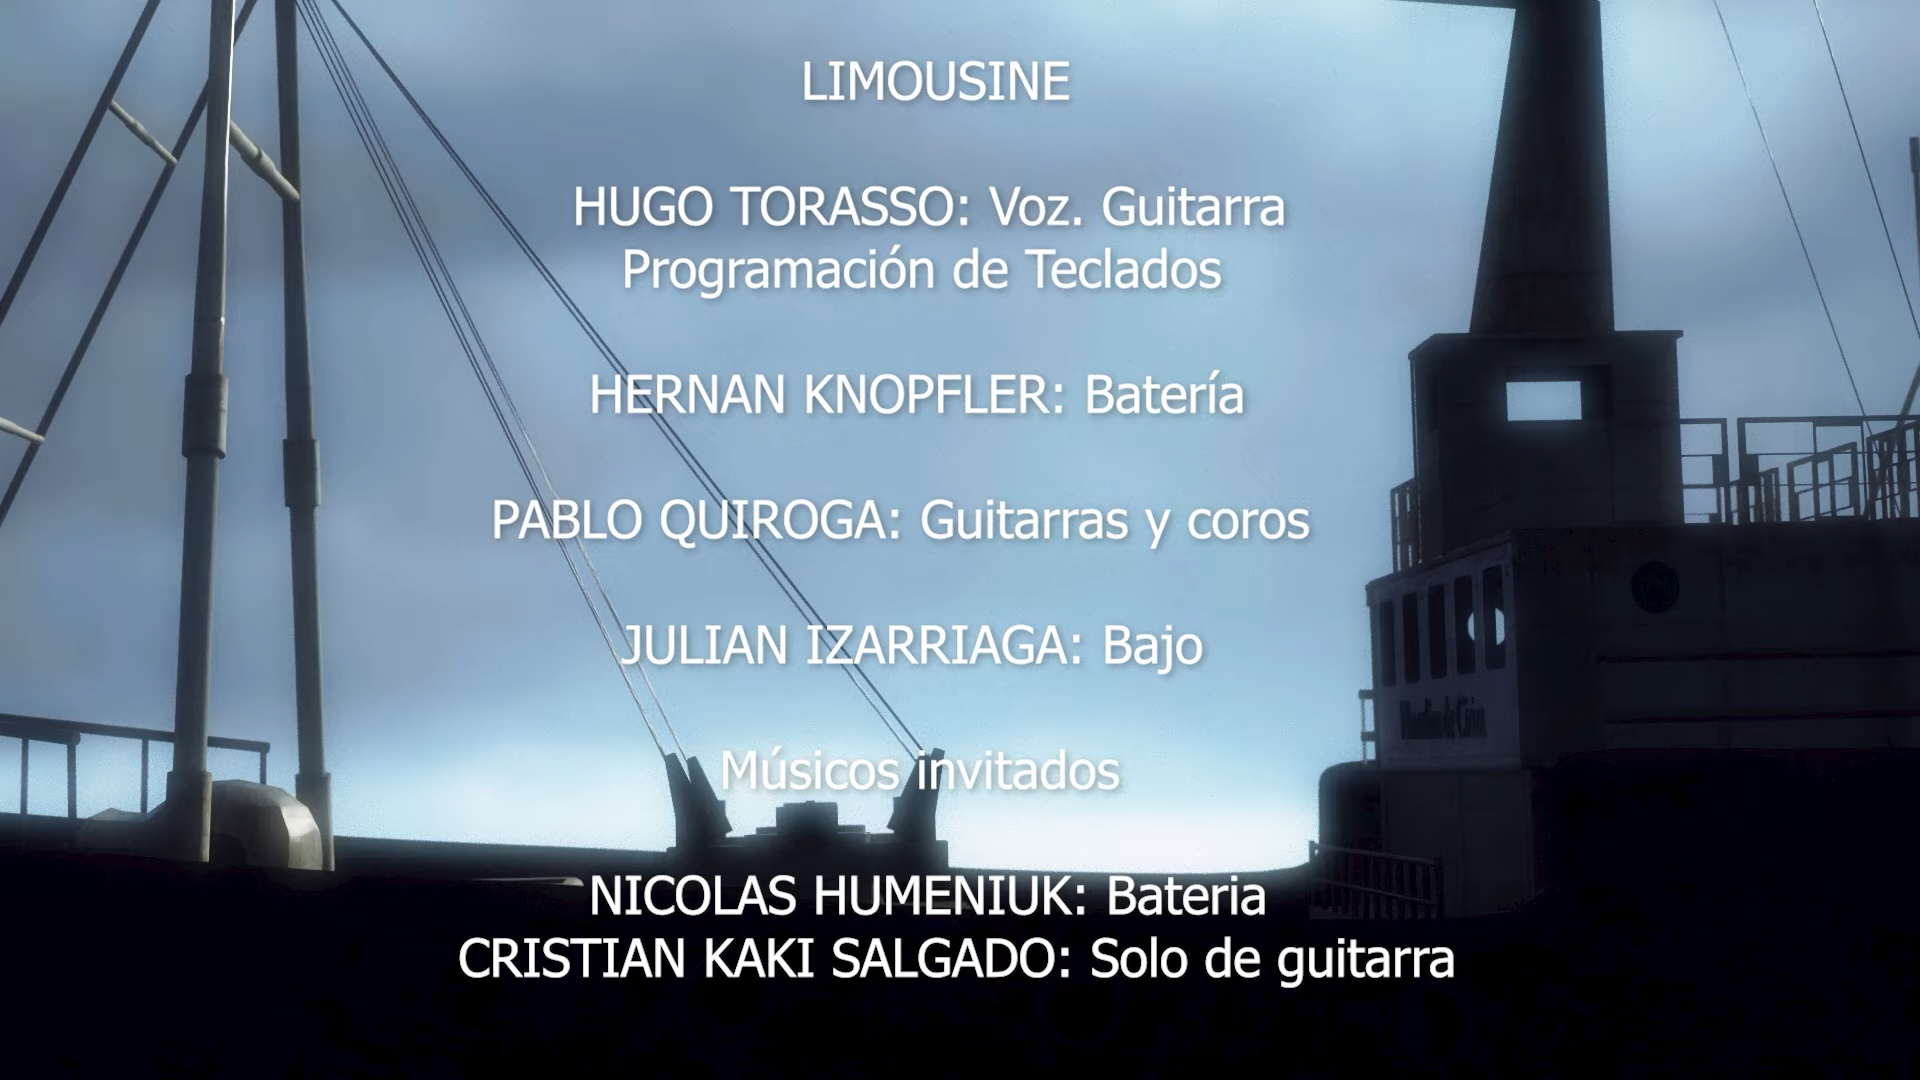 LIMOUSINE
HUGO TORASSO: Voz. Guitarra
Programación de Teclados
HERNAN KNOPFLER: Batería
PABLO QUIROGA: Guitarras y coros
JULIAN IZARRIAGA: Bajo
Músicos invitados
NICOLAS HUMENIUK: Bateria
CRISTIAN KAKI SALGADO: Solo de guitarra